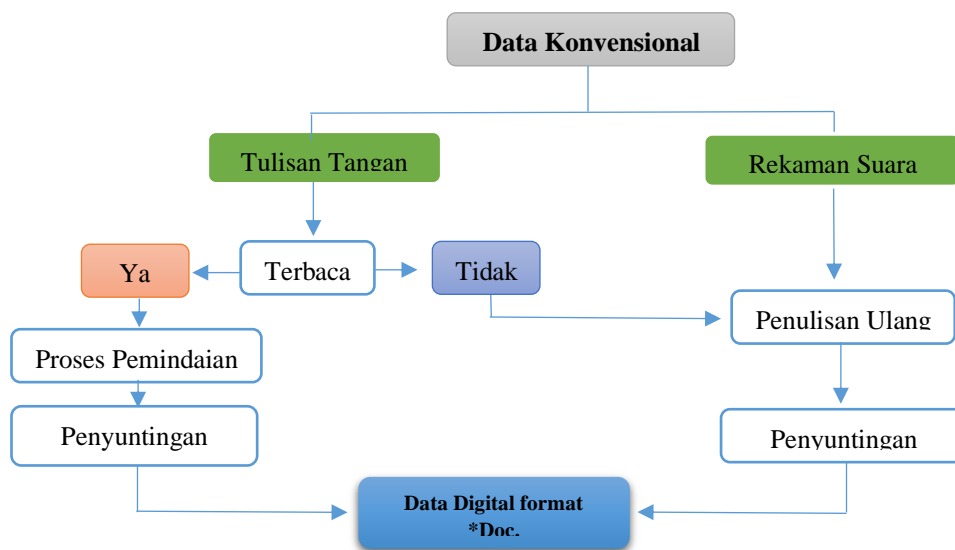 Data Konvensional
Tulisan Tangan
Rekaman Suara
Ya
Terbaca
Tidak
Penulisan Ulang
Proses Pemindaian
Penyuntingan
Penyuntingan
Data Digital format
*Doc.